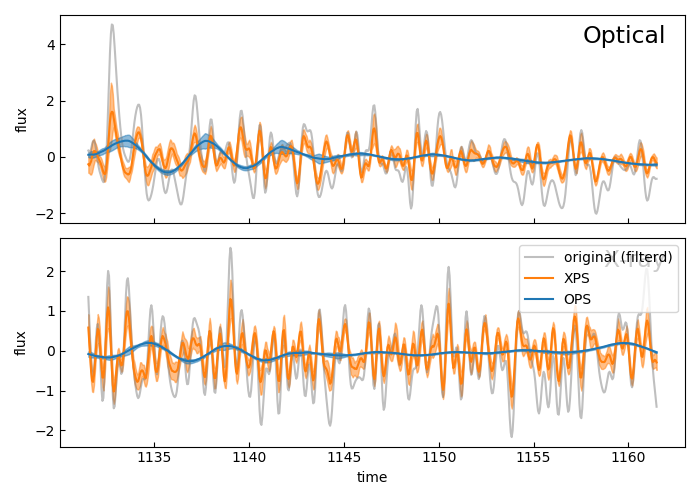 Optical
flux
4
2
0
−2
original (filterd)
XPS
OPS
X-ray
flux
2
1
0
−1
−2
1135
1140
1145
1150
1155
1160
time